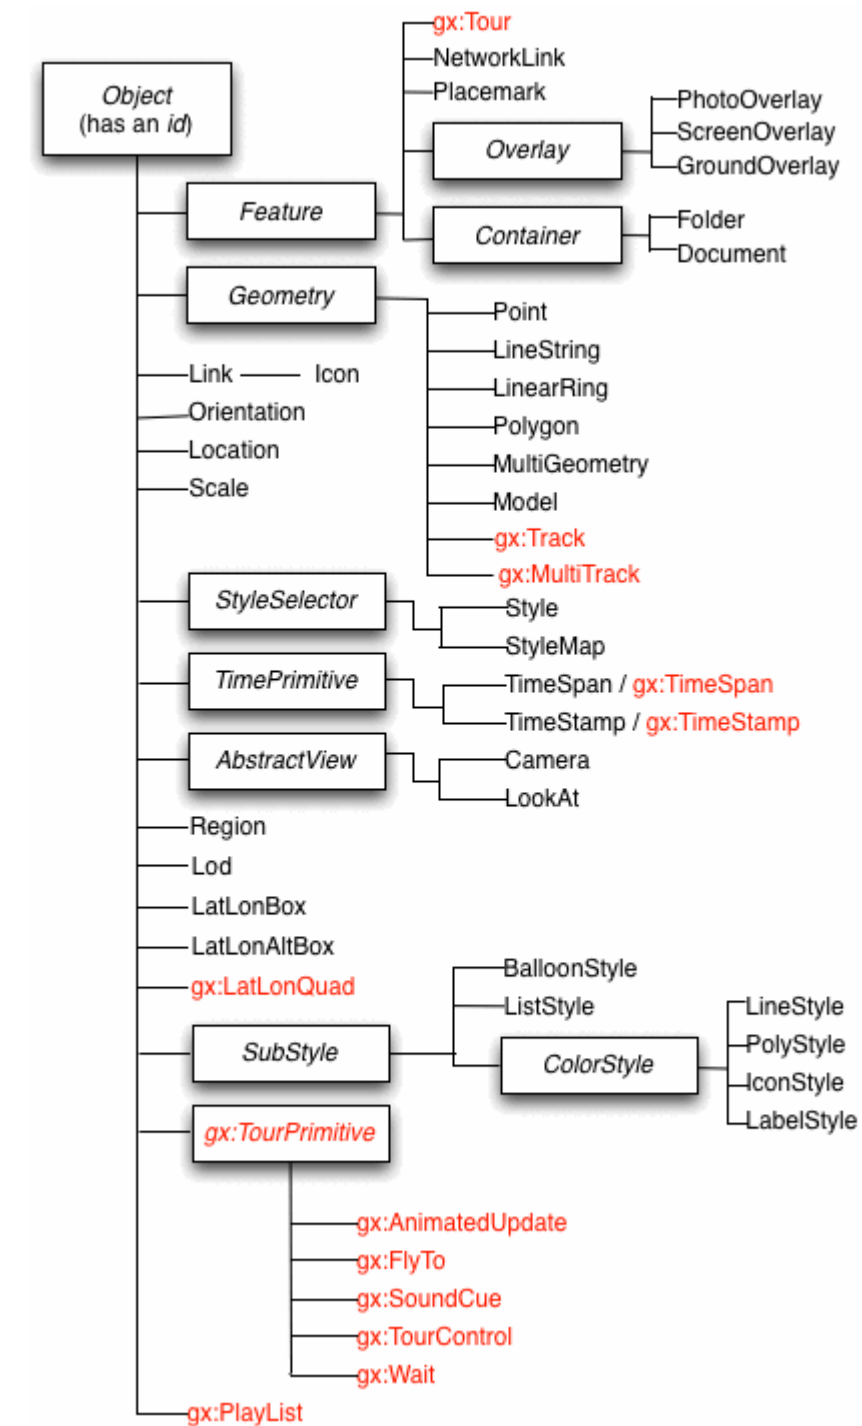 gx:Tour
NetworkLink
Placemark
Object
(has an id)
Overlay
PhotoOverlay
ScreenOverlay
GroundOverlay
Feature
Container
Folder
Document
Geometry
Point
LineString
LinearRing
Polygon
MultiGeometry
Model
gx:Track
gx:MultiTrack
Link
Icon
Orientation
Location
Scale
StyleSelector
Style
StyleMap
TimePrimitive
TimeSpan / gx:TimeSpan
TimeStamp / gx:TimeStamp
AbstractView
Camera
LookAt
Region
Lod
LatLonBox
LatLonAltBox
gx:LatLonQuad
SubStyle
BalloonStyle
ListStyle
ColorStyle
LineStyle
PolyStyle
IconStyle
LabelStyle
gx:TourPrimitive
gx:AnimatedUpdate
gx:FlyTo
gx:SoundCue
gx:TourControl
gx:Wait
gx:PlayList